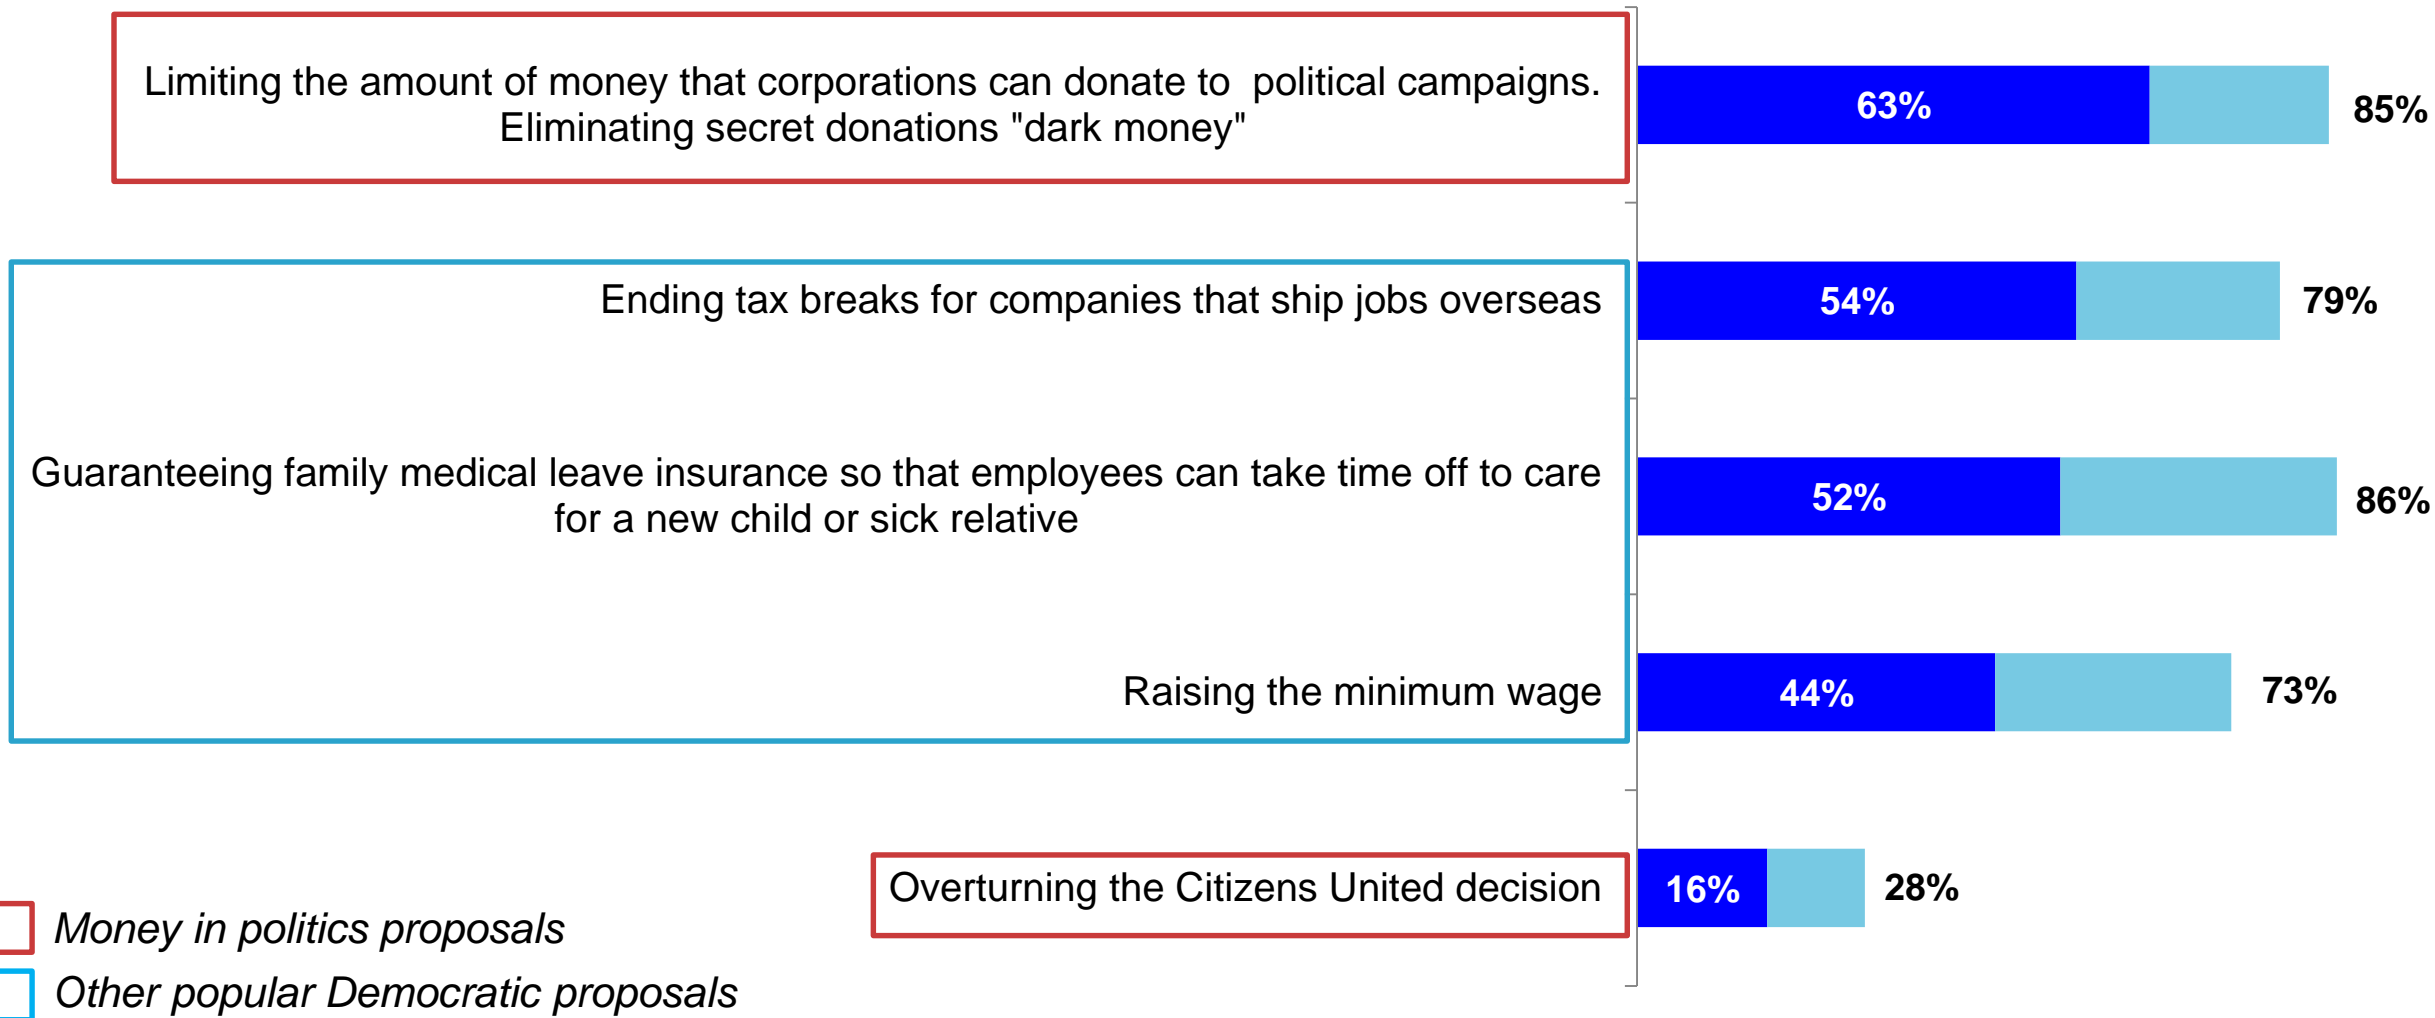 Limiting the amount of money that corporations can donate to  political campaigns.
Eliminating secret donations "dark money"
63%
85%
Ending tax breaks for companies that ship jobs overseas
54%
79%
Guaranteeing family medical leave insurance so that employees can take time off to care
for a new child or sick relative
52%
86%
Raising the minimum wage
44%
73%
Overturning the Citizens United decision
16%
28%
Money in politics proposals
Other popular Democratic proposals